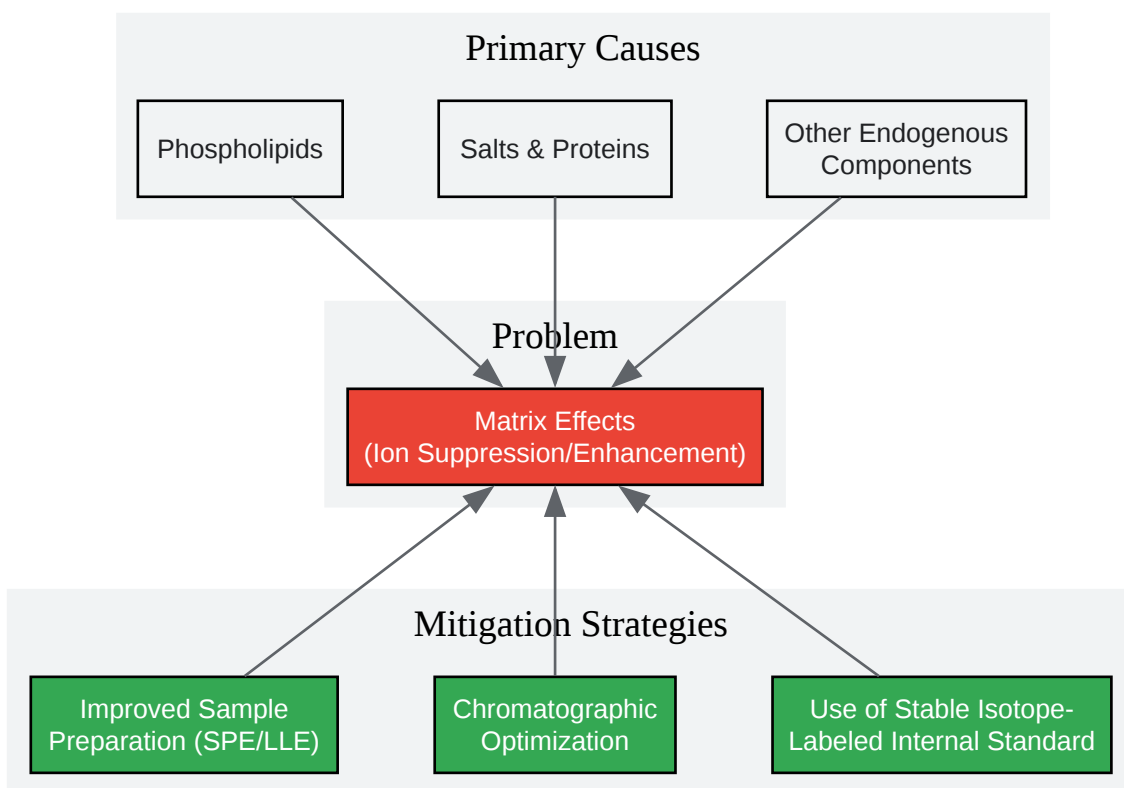 Primary Causes
Phospholipids
Salts & Proteins
Other Endogenous
Components
Problem
Matrix Effects
(Ion Suppression/Enhancement)
Mitigation Strategies
Improved Sample
Preparation (SPE/LLE)
Chromatographic
Optimization
Use of Stable Isotope-
Labeled Internal Standard